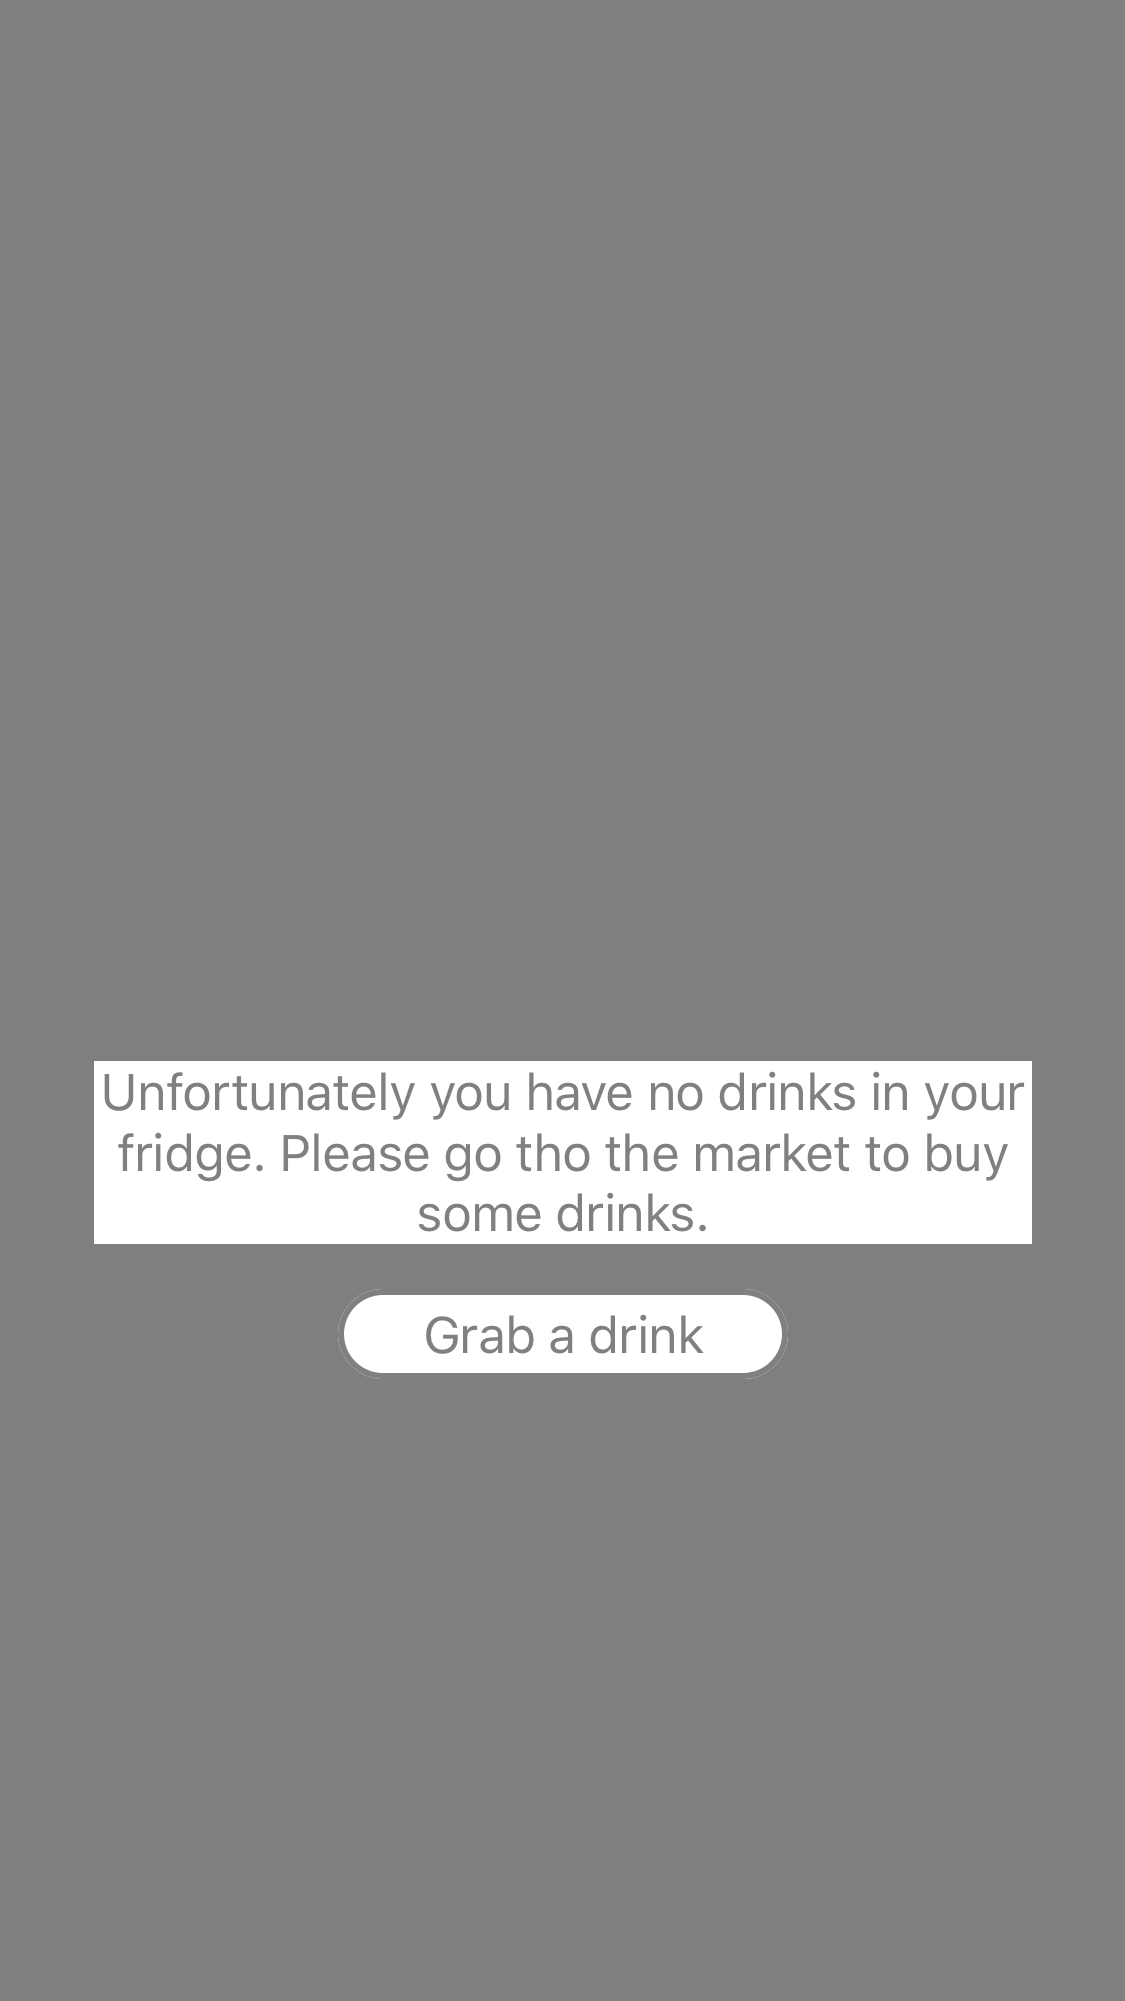 Unfortunately you have no drinks in your
fridge. Please go tho the market to buy
some drinks.
Grab a drink